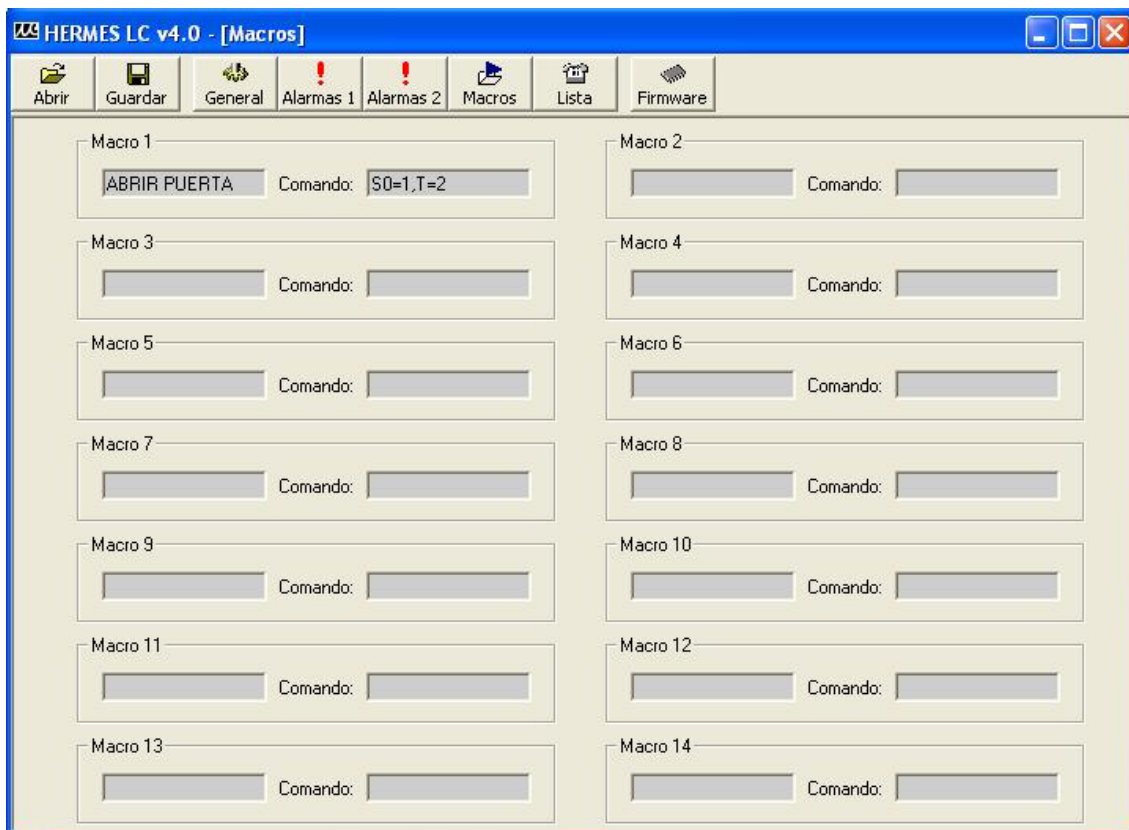 HERMES LC v4.0 - [Macros]
Abrir Guardar General Alarmas 1 Alarmas 2 Macros Lista Firmware
Macro 1 Macro 2
ABRIR PUERTA Comando: S0=1,T=2 Comando:
Macro 3 Macro 4
Comando: Comando:
Macro 5 Macro 6
Comando: Comando:
Macro 7 Macro 8
Comando: Comando:
Macro 9 Macro 10
Comando: Comando:
Macro 11 Macro 12
Comando: Comando:
Macro 13 Macro 14
Comando: Comando: